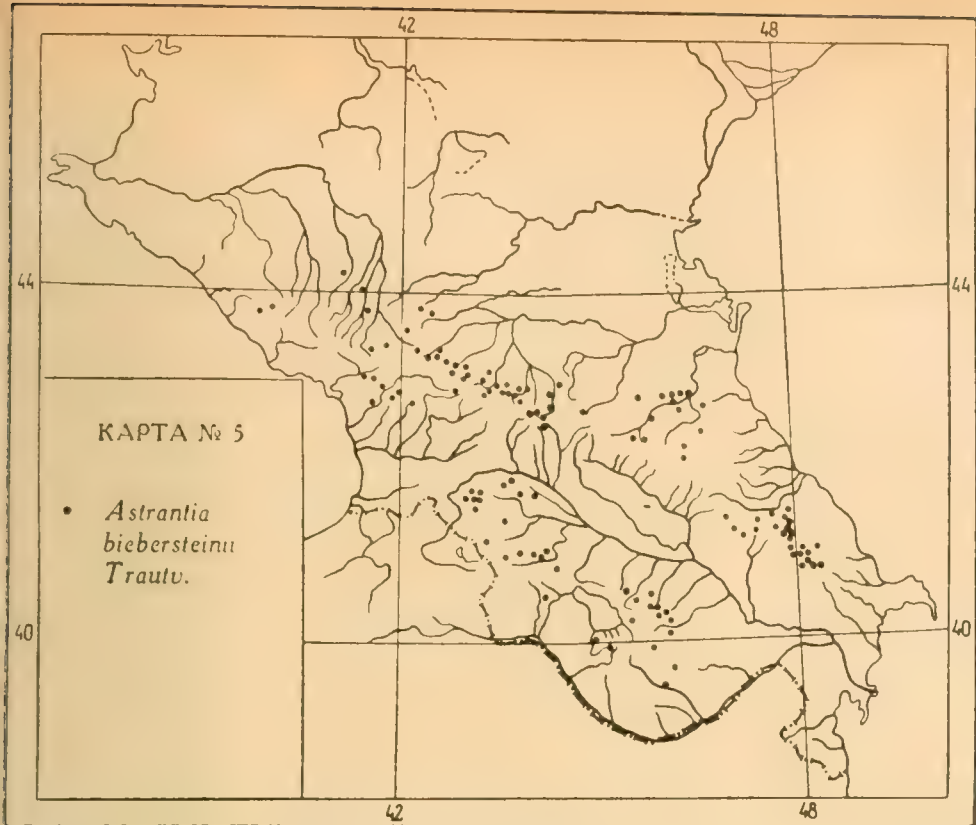 42 48
44 44
КАРТА № 5
• Astrantia
biebersteinii
Trautv.
40 40
42 48